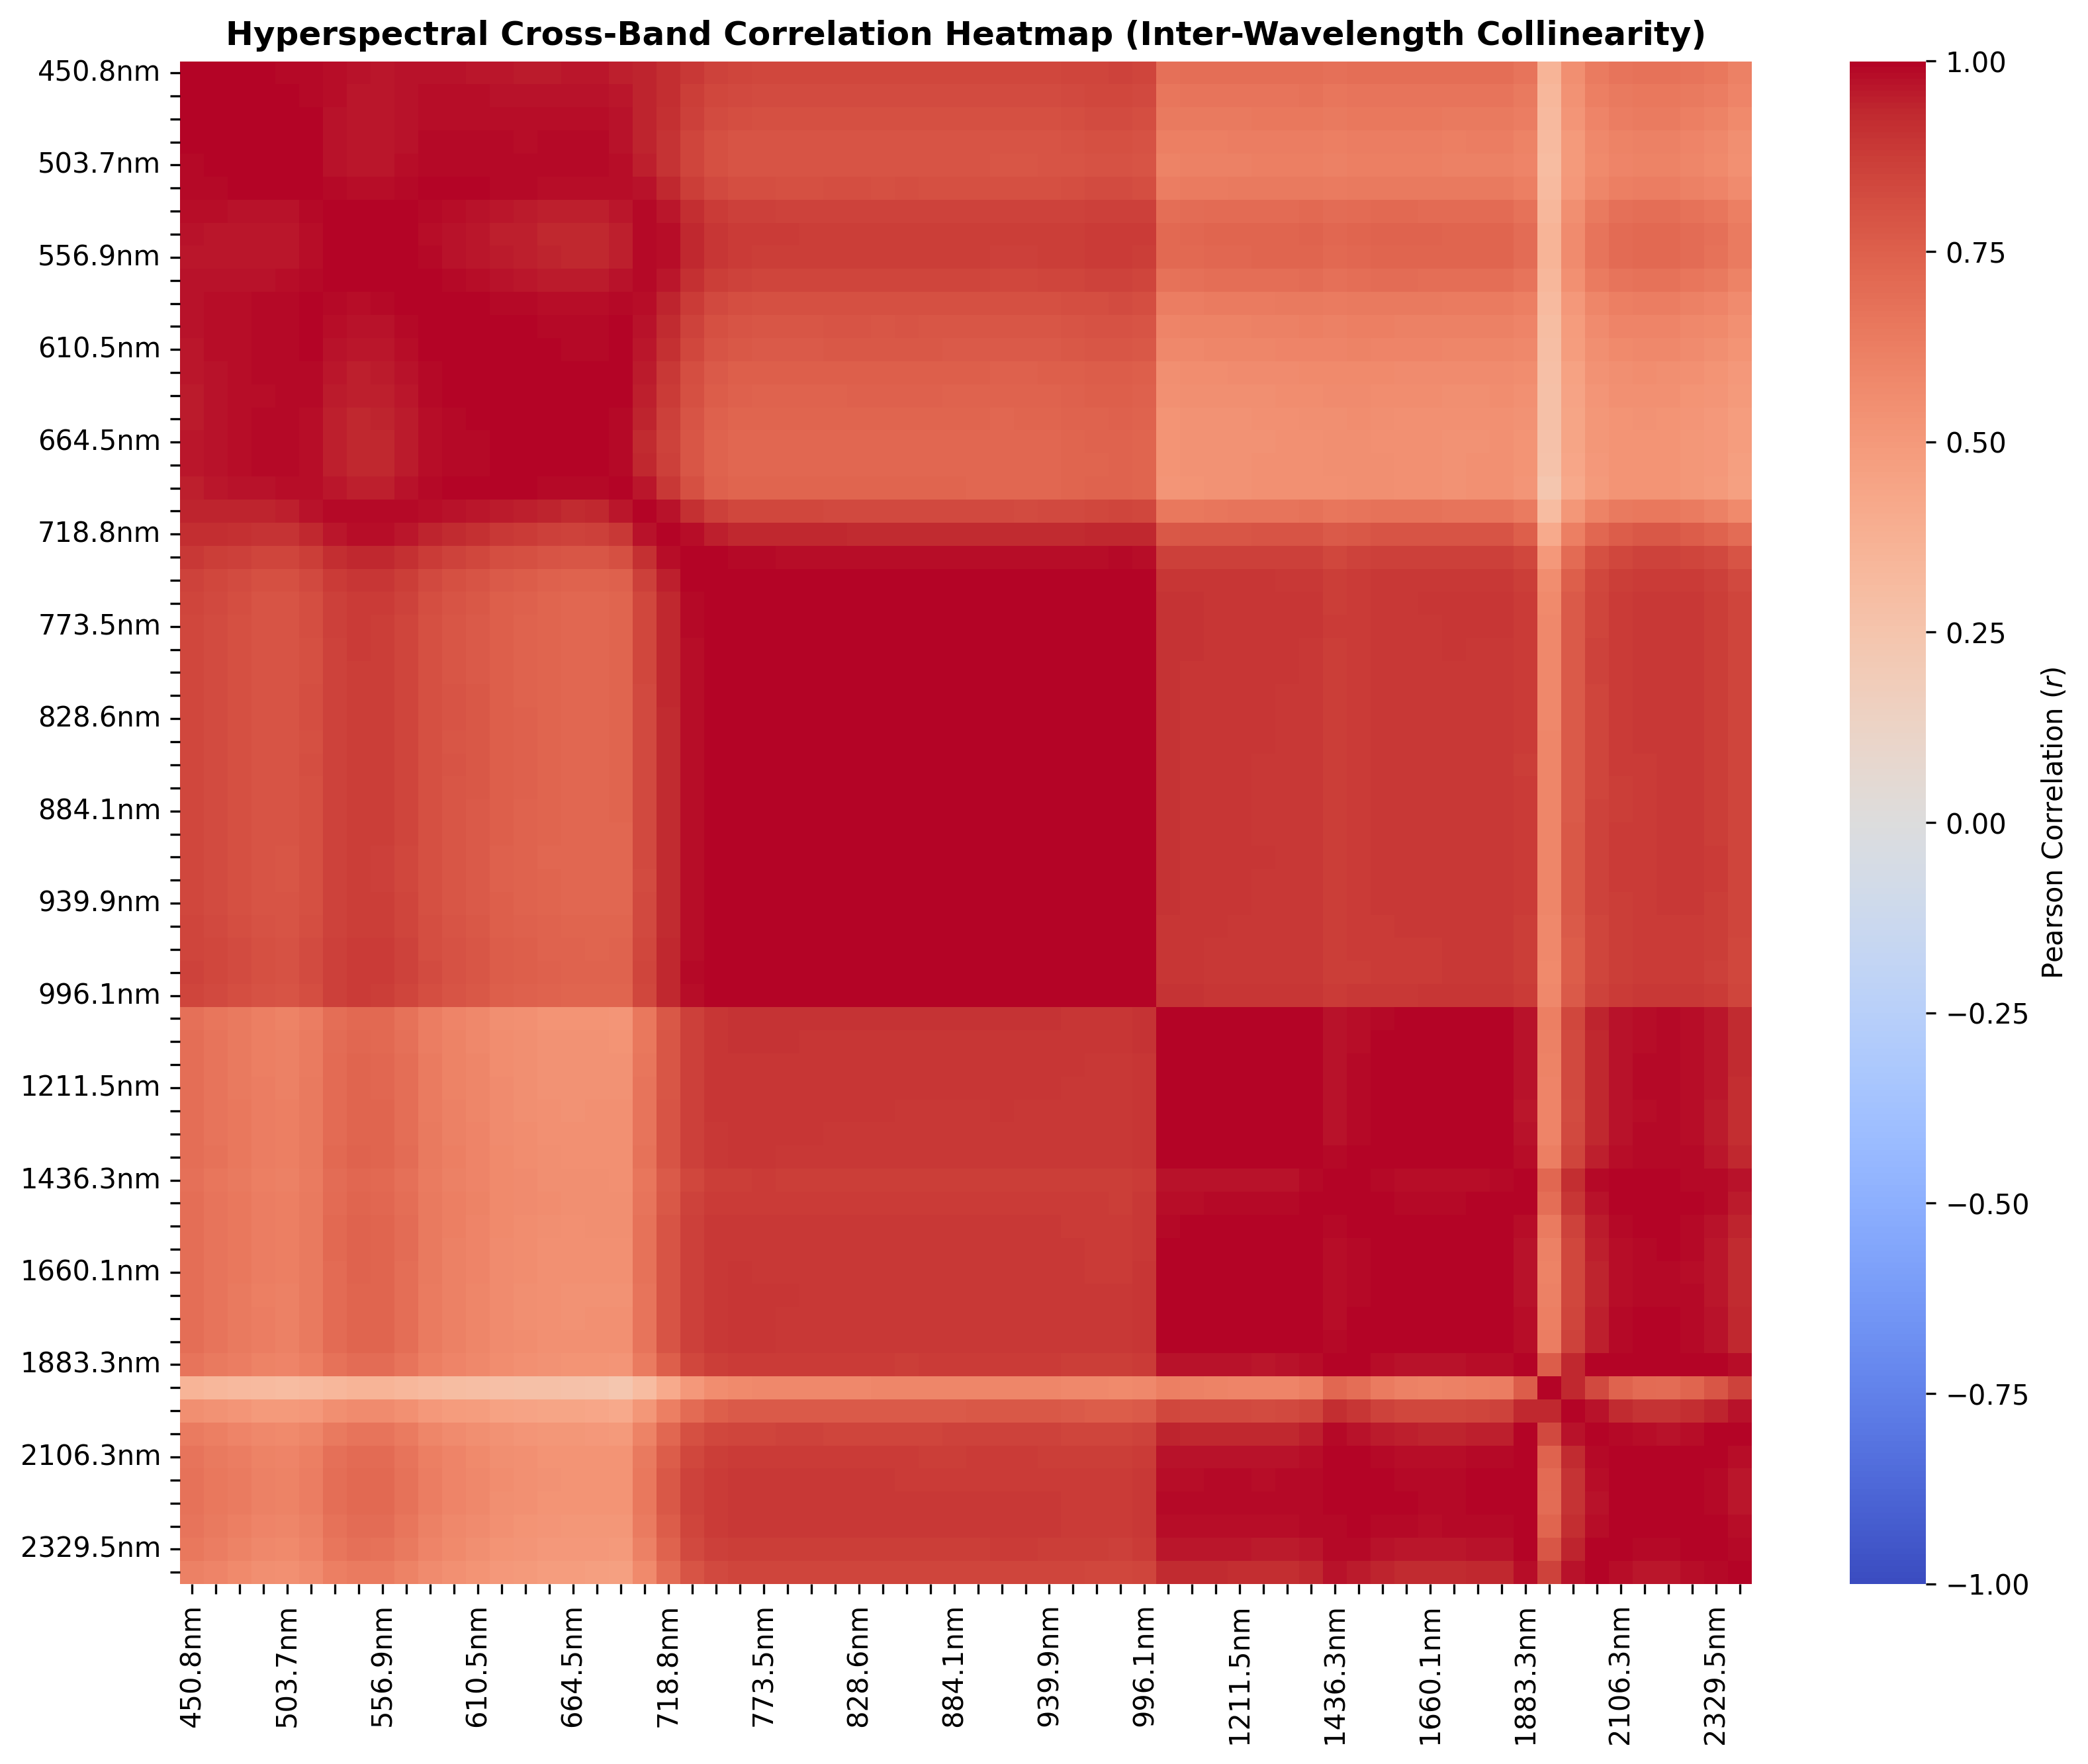 Hyperspectral Cross-Band Correlation Heatmap (Inter-Wavelength Collinearity)
450.8nm
503.7nm
556.9nm
610.5nm
664.5nm
718.8nm
773.5nm
828.6nm
884.1nm
939.9nm
996.1nm
1211.5nm
1436.3nm
1660.1nm
1883.3nm
2106.3nm
2329.5nm
450.8nm
503.7nm
556.9nm
610.5nm
664.5nm
718.8nm
773.5nm
828.6nm
884.1nm
939.9nm
996.1nm
1211.5nm
1436.3nm
1660.1nm
1883.3nm
2106.3nm
2329.5nm
1.00
0.75
0.50
0.25
0.00
−0.25
−0.50
−0.75
−1.00
Pearson Correlation (r)